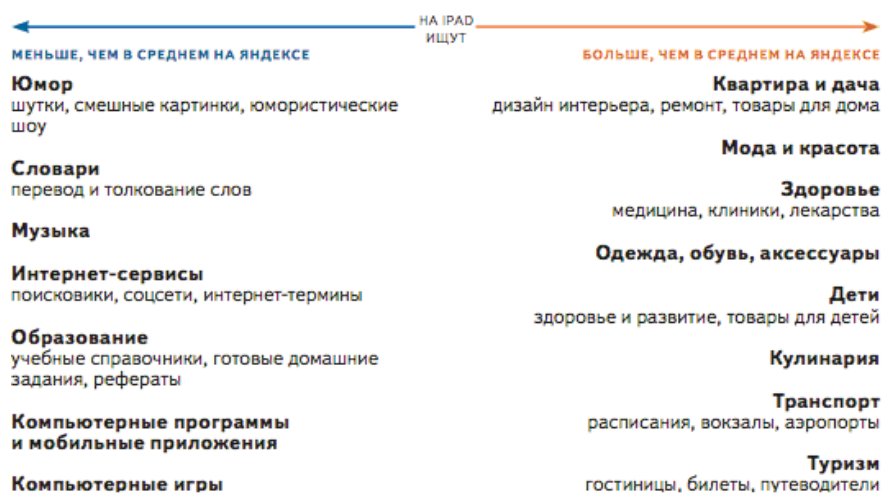 НА IPAD
ИЩУТ
МЕНЬШЕ, ЧЕМ В СРЕДНЕМ НА ЯНДЕКСЕ
Юмор
шутки, смешные картинки, юмористические
шоу
Словари
перевод и толкование слов
Музыка
Интернет-сервисы
поисковики, соцсети, интернет-термины
Образование
учебные справочники, готовые домашние
задания, рефераты
Компьютерные программы
и мобильные приложения
Компьютерные игры
БОЛЬШЕ, ЧЕМ В СРЕДНЕМ НА ЯНДЕКСЕ
Квартира и дача
дизайн интерьера, ремонт, товары для дома
Мода и красота
Здоровье
медицина, клиники, лекарства
Одежда, обувь, аксессуары
Дети
здоровье и развитие, товары для детей
Кулинария
Транспорт
расписания, вокзалы, аэропорты
Туризм
гостиницы, билеты, путеводители